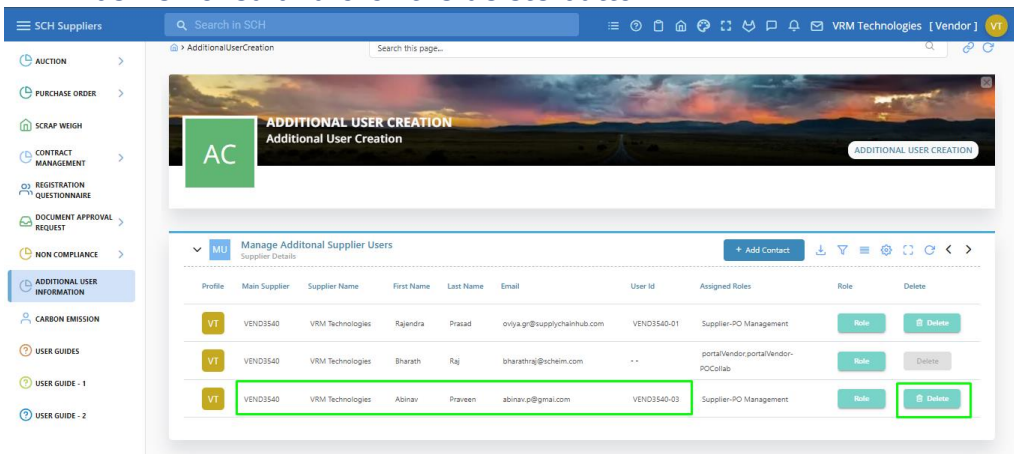 SCH Suppliers
Search in SCH
VRM Technologies [ Vendor ] VT
AUCTION
PURCHASE ORDER
SCRAP WEIGH
CONTRACT
MANAGEMENT
REGISTRATION
QUESTIONNAIRE
DOCUMENT APPROVAL
REQUEST
NON COMPLIANCE
ADDITIONAL USER
INFORMATION
CARBON EMISSION
USER GUIDES
USER GUIDE - 1
USER GUIDE - 2
> AdditionalUserCreation
Search this page...
AC
ADDITIONAL USER CREATION
Additional User Creation
ADDITIONAL USER CREATION
MU
Manage Additonal Supplier Users
Supplier Details
+ Add Contact
Profile Main Supplier Supplier Name First Name Last Name Email User Id Assigned Roles Role Delete
VT VEND3540 VRM Technologies Rajendra Prasad oviya.gr@supplychainhub.com VEND3540-01 Supplier-PO Management Role Delete
VT VEND3540 VRM Technologies Bharath Raj bharathraj@scheim.com - - portalVendor,portalVendor-
POCollab Role Delete
VT VEND3540 VRM Technologies Abinav Praveen abinav.p@gmai.com VEND3540-03 Supplier-PO Management Role Delete